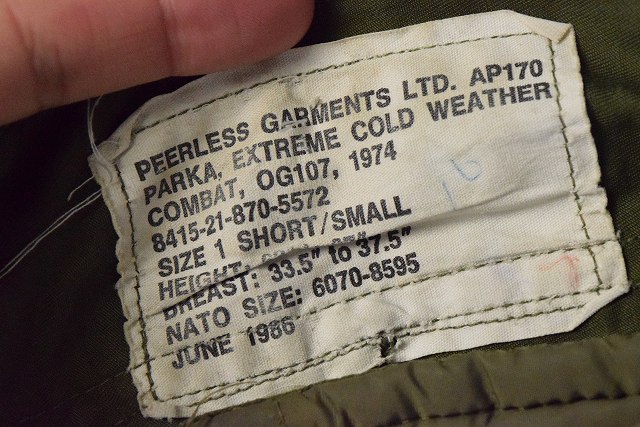 PEERLESS GARMENTS LTD. AP170
PARKA, EXTREME COLD WEATHER
COMBAT, OG107, 1974
8415-21-870-5572
SIZE 1 SHORT/SMALL
HEIGHT:
BREAST: 33.5" to 37.5"
NATO SIZE: 6070-8595
JUNE 1986